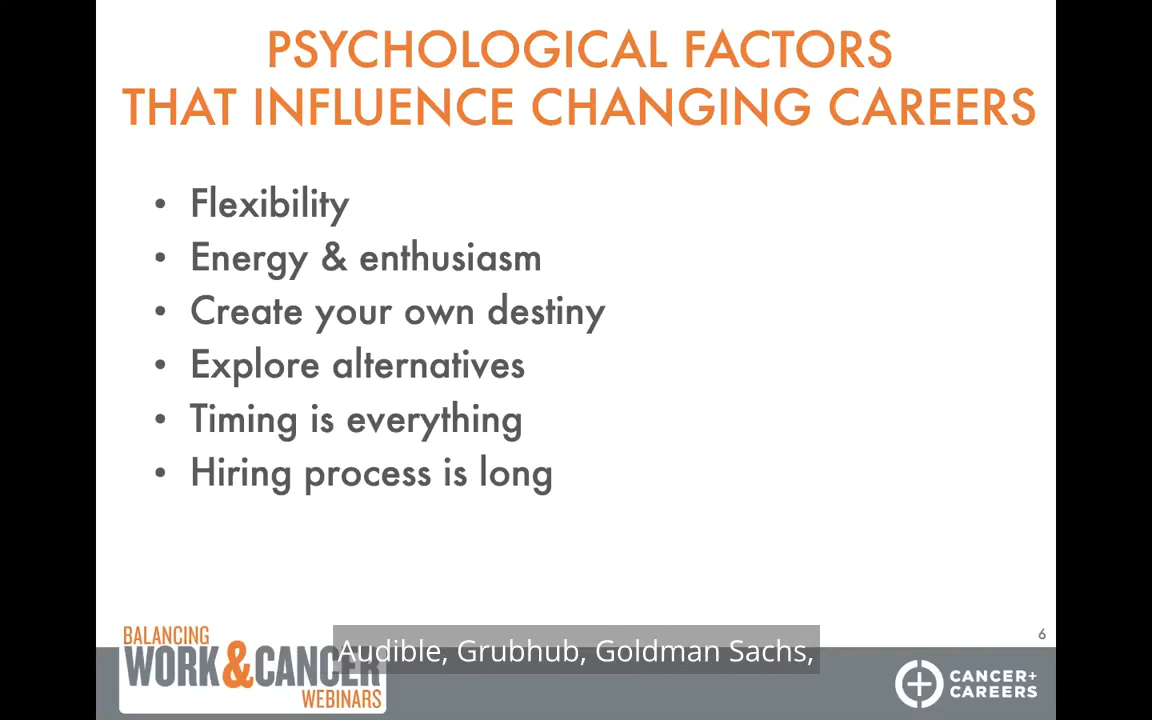 PSYCHOLOGICAL FACTORS
THAT INFLUENCE CHANGING CAREERS
• Flexibility
• Energy & enthusiasm
• Create your own destiny
• Explore alternatives
• Timing is everything
• Hiring process is long
6
BALANCING
WORK & CANCER
WEBINARS
Audible, Grubhub, Goldman Sachs,
CANCER+
CAREERS